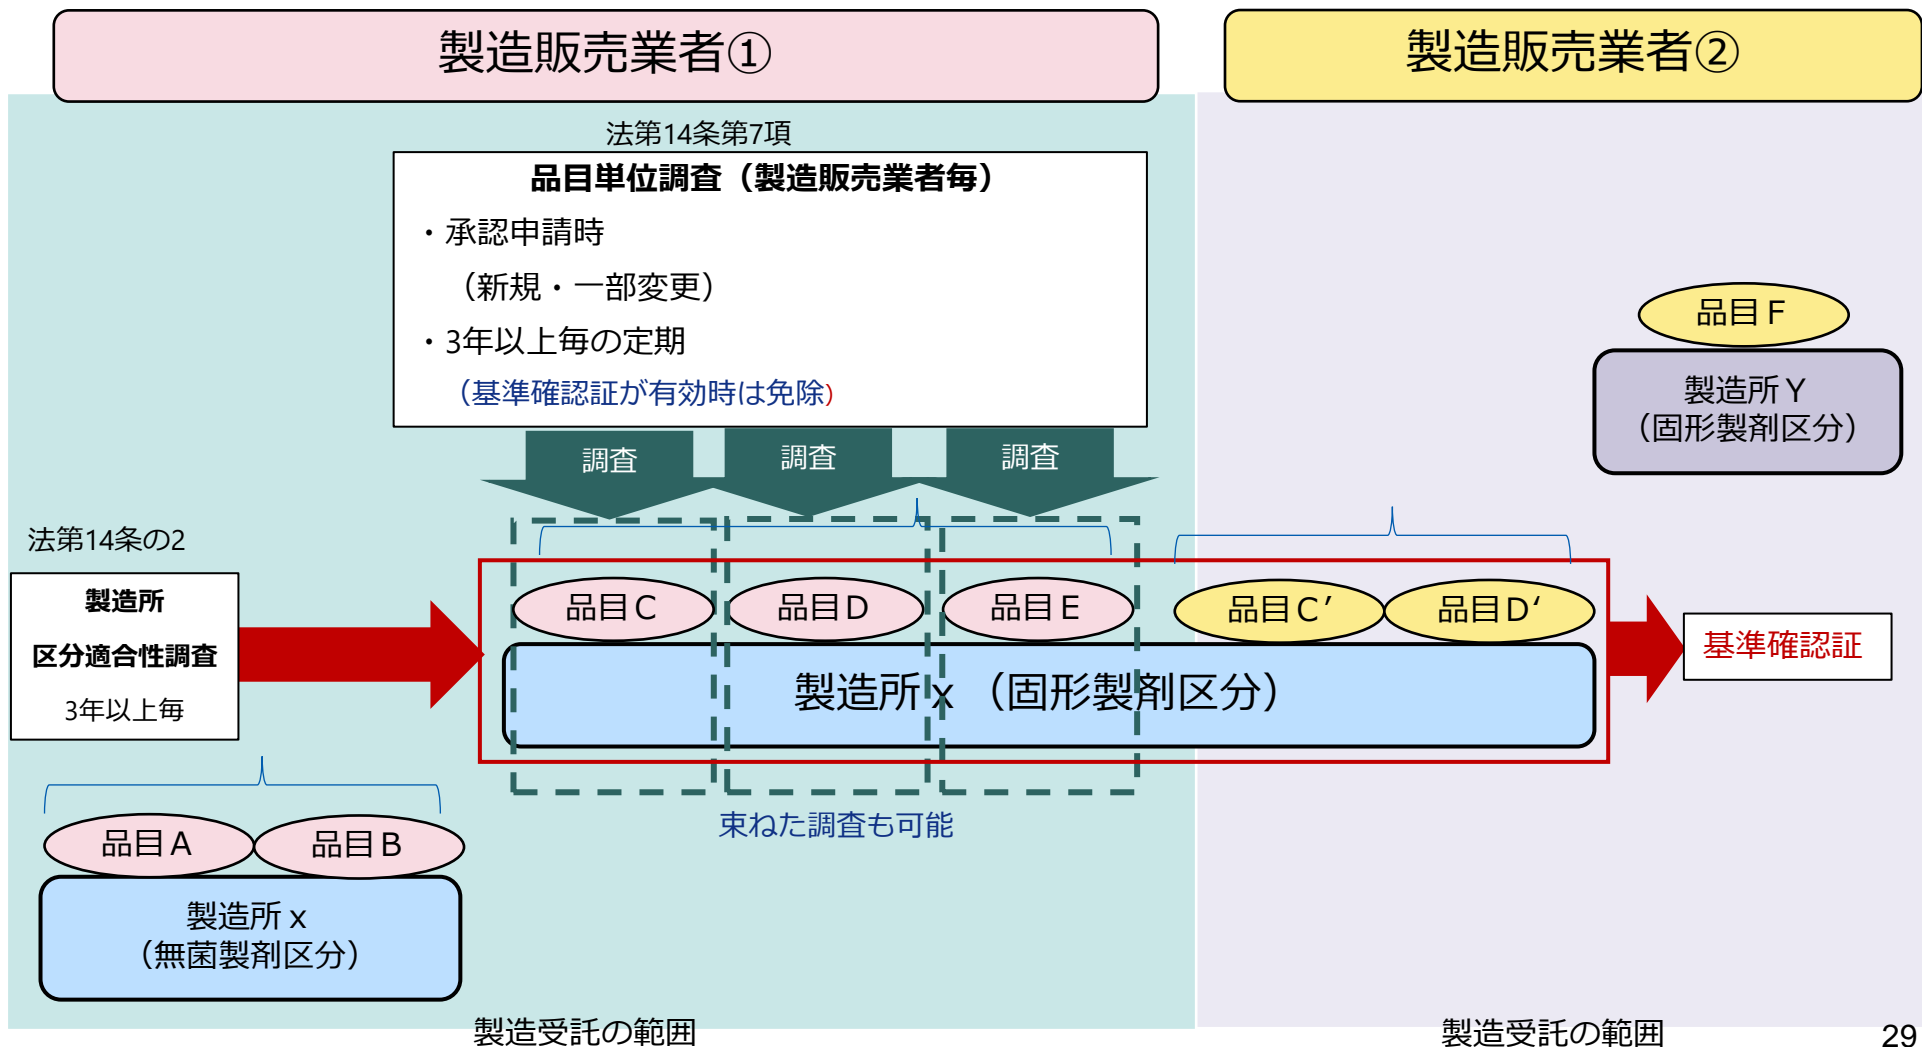 製造販売業者①
製造販売業者②
法第14条第7項
品目単位調査（製造販売業者毎）
・承認申請時
（新規・一部変更）
・3年以上毎の定期
（基準確認証が有効時は免除）
調査
調査
調査
品目Ｆ
製造所Ｙ
（固形製剤区分）
法第14条の2
製造所
区分適合性調査
3年以上毎
品目Ｃ
品目Ｄ
品目Ｅ
品目Ｃ’
品目Ｄ‘
製造所ｘ（固形製剤区分）
基準確認証
束ねた調査も可能
品目Ａ
品目Ｂ
製造所ｘ
（無菌製剤区分）
製造受託の範囲
製造受託の範囲
29